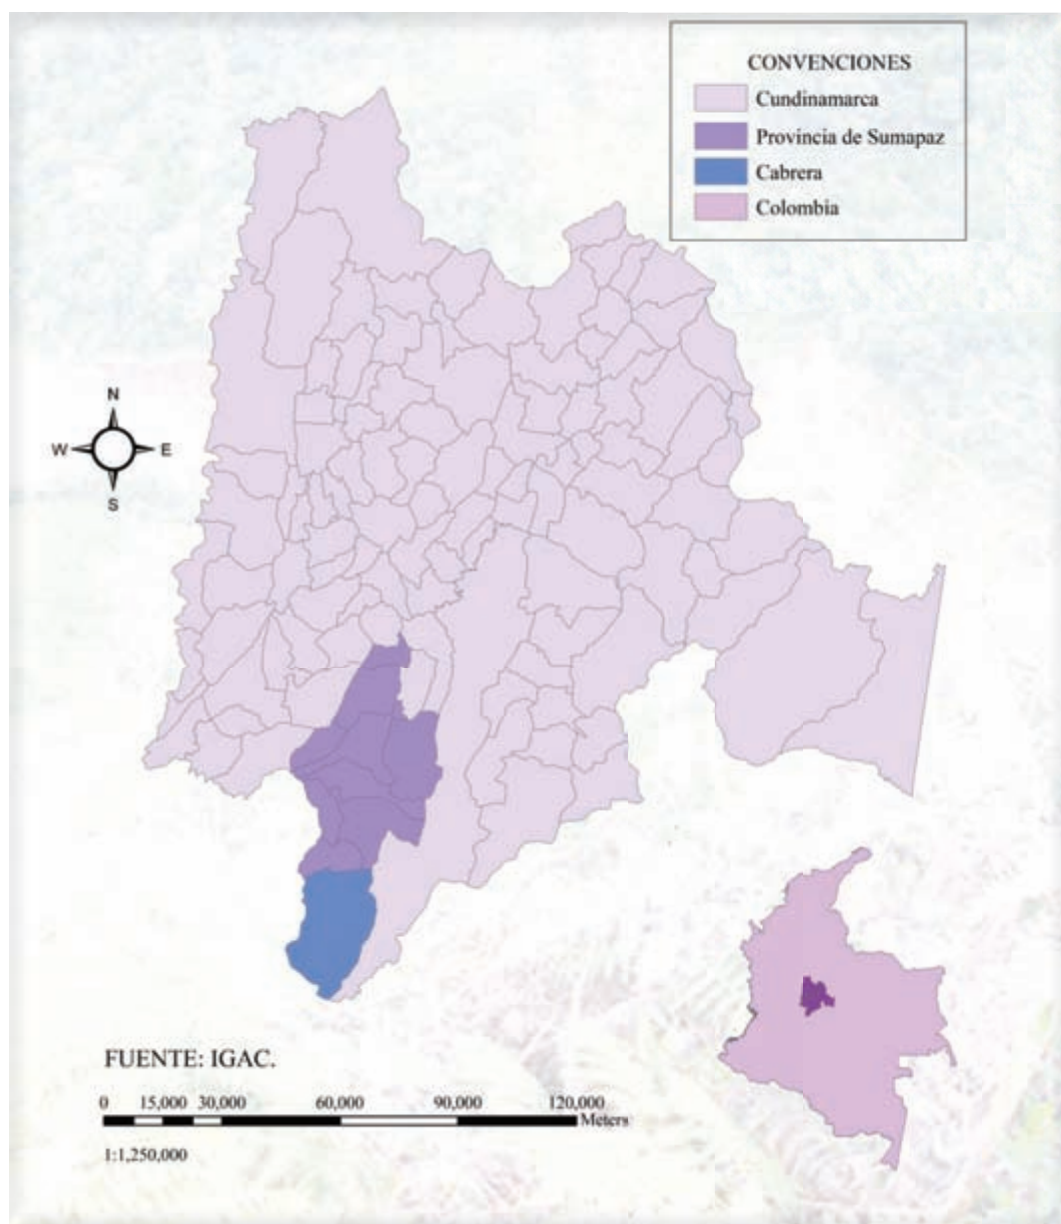 CONVENCIONES
Cundinamarca
Provincia de Sumapaz
Cabrera
Colombia
N
W E
S
FUENTE: IGAC.
0 15,000 30,000 60,000 90,000 120,000
Meters
1:1,250,000